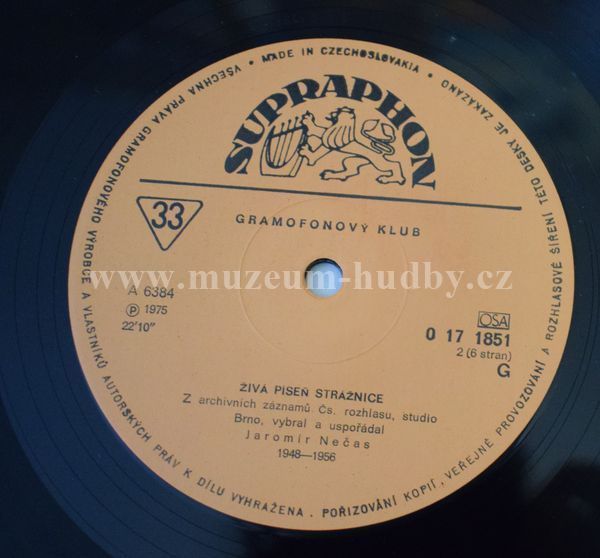 VŠECHNA PRÁVA GRAMOFONOVÉHO VÝROBCE A VLASTNÍKŮ AUTORSKÝCH PRÁV K DÍLU VYHRAŽENA . POŘIZOVÁNÍ KOPIÍ, VEŘEJNÉ PROVOZOVÁNÍ A ROZHLASOVÉ ŠÍŘENÍ TÉTO DESKY JE ZAKÁZÁNO • MADE IN CZECHOSLOVAKIA •
SUPRAPHON
33
GRAMOFONOVÝ KLUB
www.muzeum-hudby.cz
A 6384
℗ 1975
22'10"
OSA
0 17 1851
2 (6 stran)
G
ŽIVÁ PÍSEŇ STRÁŽNICE
Z archivních záznamů Čs. rozhlasu, studio
Brno, vybral a uspořádal
Jaromír Nečas
1948—1956